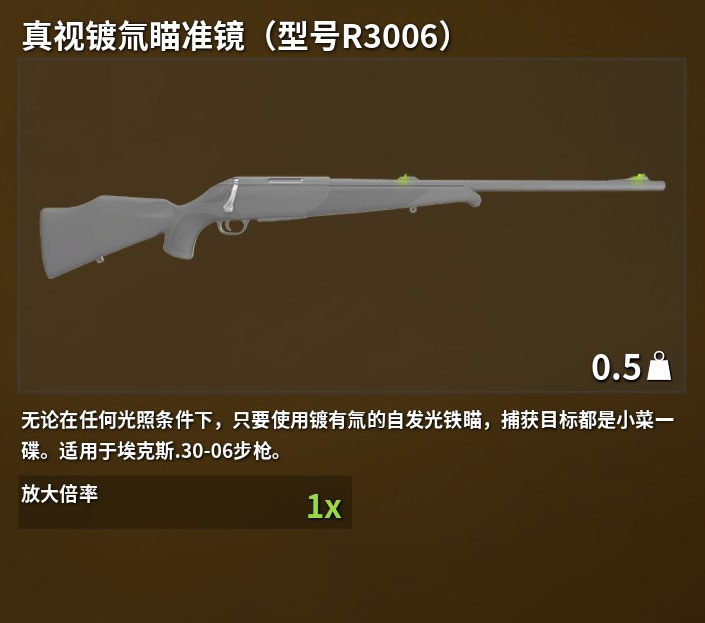 真视镀氚瞄准镜（型号R3006）
0.5
无论在任何光照条件下，只要使用镀有氚的自发光铁瞄，捕获目标都是小菜一
碟。适用于埃克斯.30-06步枪。
放大倍率
1x